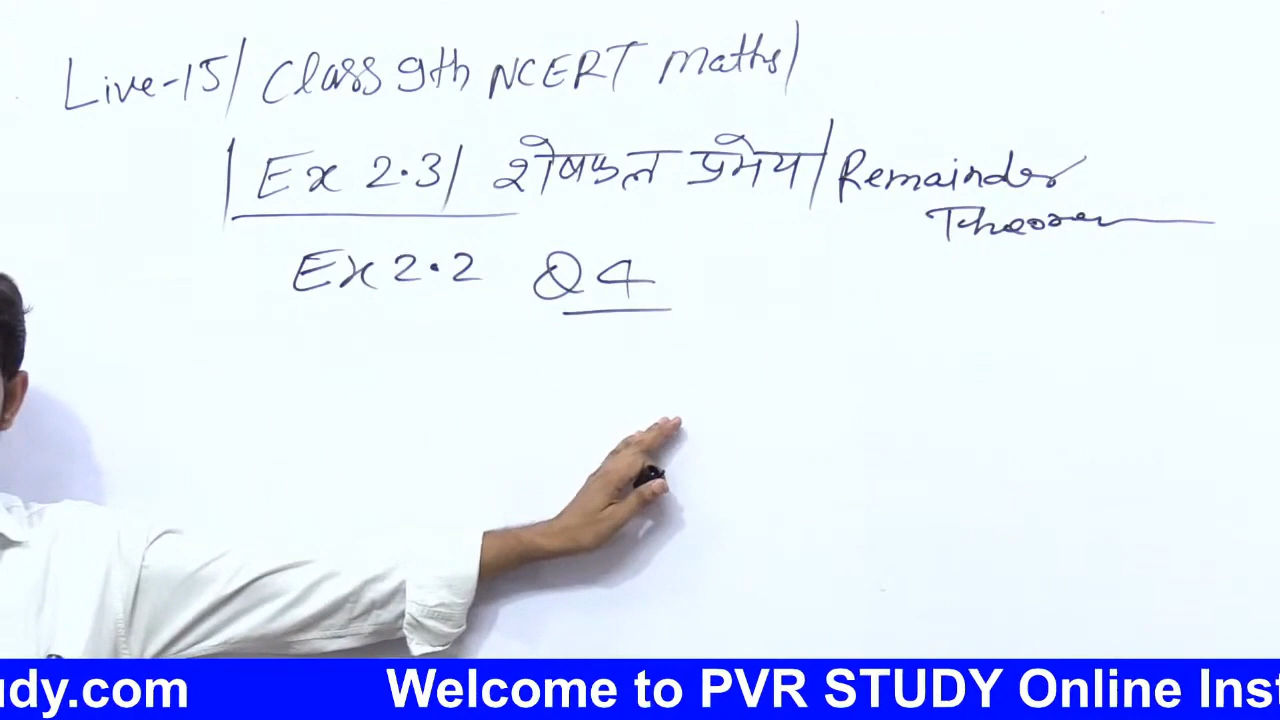 Live-15/ Class 9th NCERT Maths/
/ Ex 2.3/ शेषफल प्रमेय/ Remainder
Theorem
Ex 2.2 Q4
udy.com Welcome to PVR STUDY Online Inst